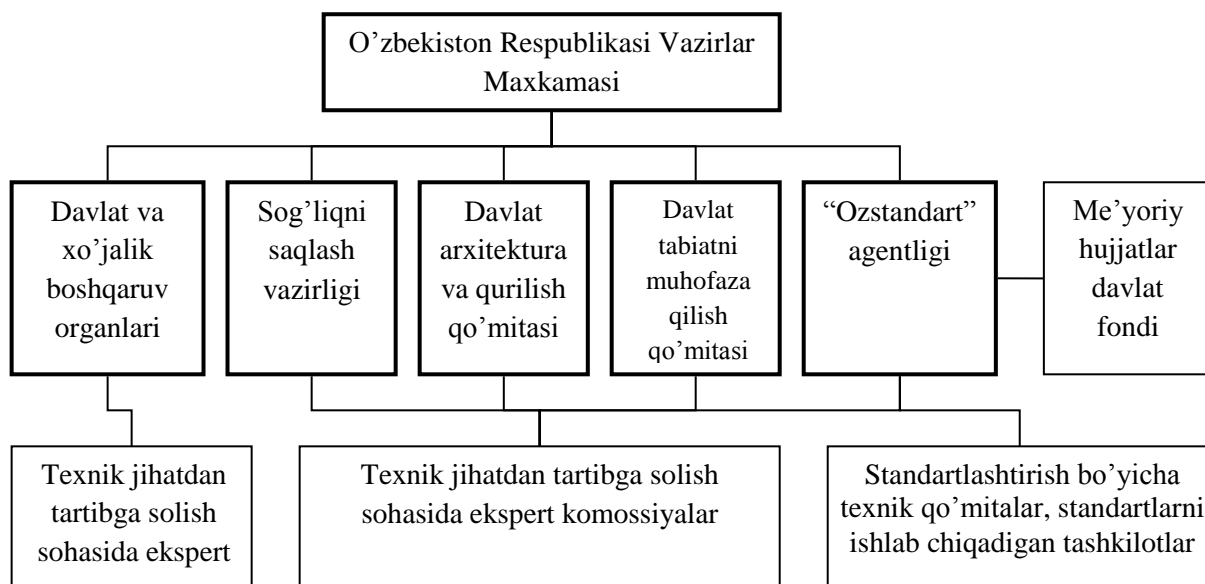 O’zbekiston Respublikasi Vazirlar
Maxkamasi
Davlat va
xo’jalik
boshqaruv
organlari
Sog’liqni
saqlash
vazirligi
Davlat
arxitektura
va qurilish
qo’mitasi
Davlat
tabiatni
muhofaza
qilish
qo’mitasi
“Ozstandart”
agentligi
Me’yoriy
hujjatlar
davlat
fondi
Texnik jihatdan
tartibga solish
sohasida ekspert
Texnik jihatdan tartibga solish
sohasida ekspert komossiyalar
Standartlashtirish bo’yicha
texnik qo’mitalar, standartlarni
ishlab chiqadigan tashkilotlar